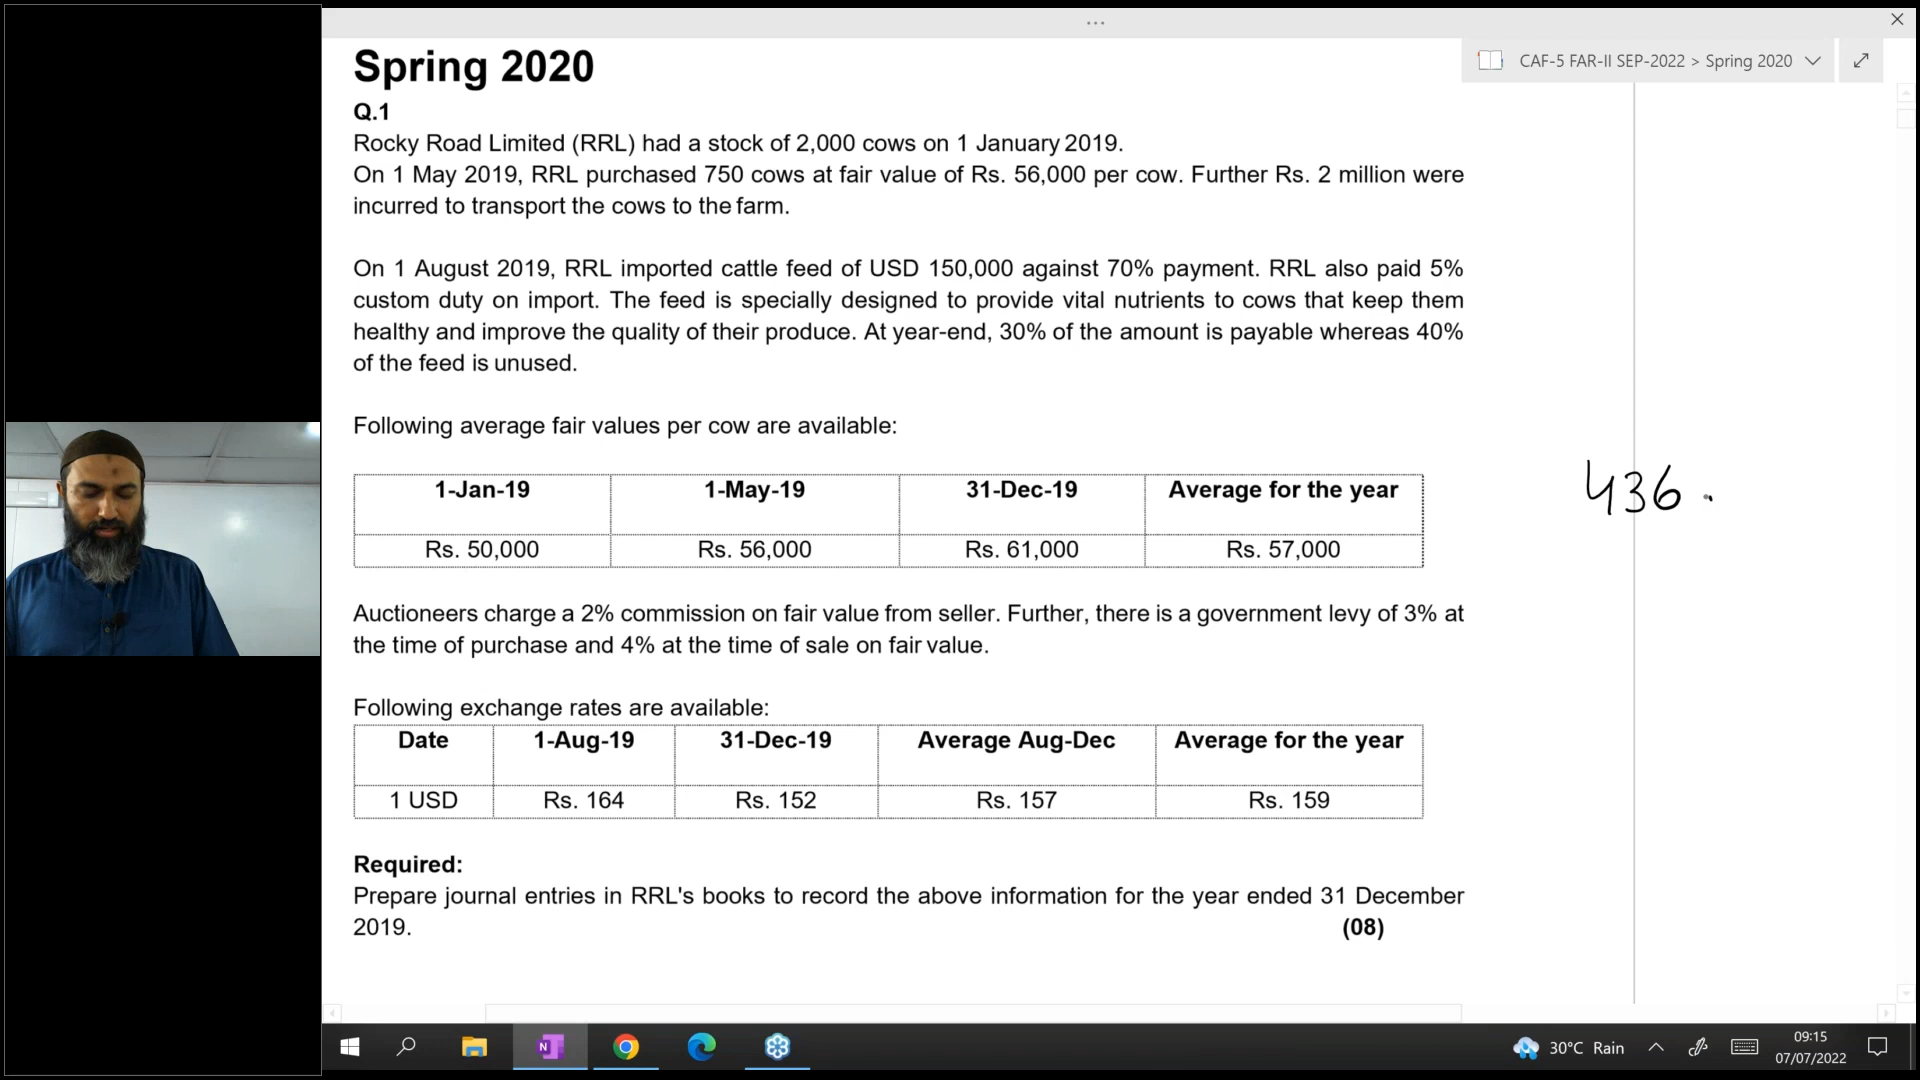 CAF-5 FAR-II SEP-2022 > Spring 2020
Spring 2020
Q.1
Rocky Road Limited (RRL) had a stock of 2,000 cows on 1 January 2019.
On 1 May 2019, RRL purchased 750 cows at fair value of Rs. 56,000 per cow. Further Rs. 2 million were
incurred to transport the cows to the farm.
On 1 August 2019, RRL imported cattle feed of USD 150,000 against 70% payment. RRL also paid 5%
custom duty on import. The feed is specially designed to provide vital nutrients to cows that keep them
healthy and improve the quality of their produce. At year-end, 30% of the amount is payable whereas 40%
of the feed is unused.
Following average fair values per cow are available:
1-Jan-19 1-May-19 31-Dec-19 Average for the year
Rs. 50,000 Rs. 56,000 Rs. 61,000 Rs. 57,000
436.
Auctioneers charge a 2% commission on fair value from seller. Further, there is a government levy of 3% at
the time of purchase and 4% at the time of sale on fair value.
Following exchange rates are available:
Date 1-Aug-19 31-Dec-19 Average Aug-Dec Average for the year
1 USD Rs. 164 Rs. 152 Rs. 157 Rs. 159
Required:
Prepare journal entries in RRL's books to record the above information for the year ended 31 December
2019. (08)
30°C Rain
09:15
07/07/2022